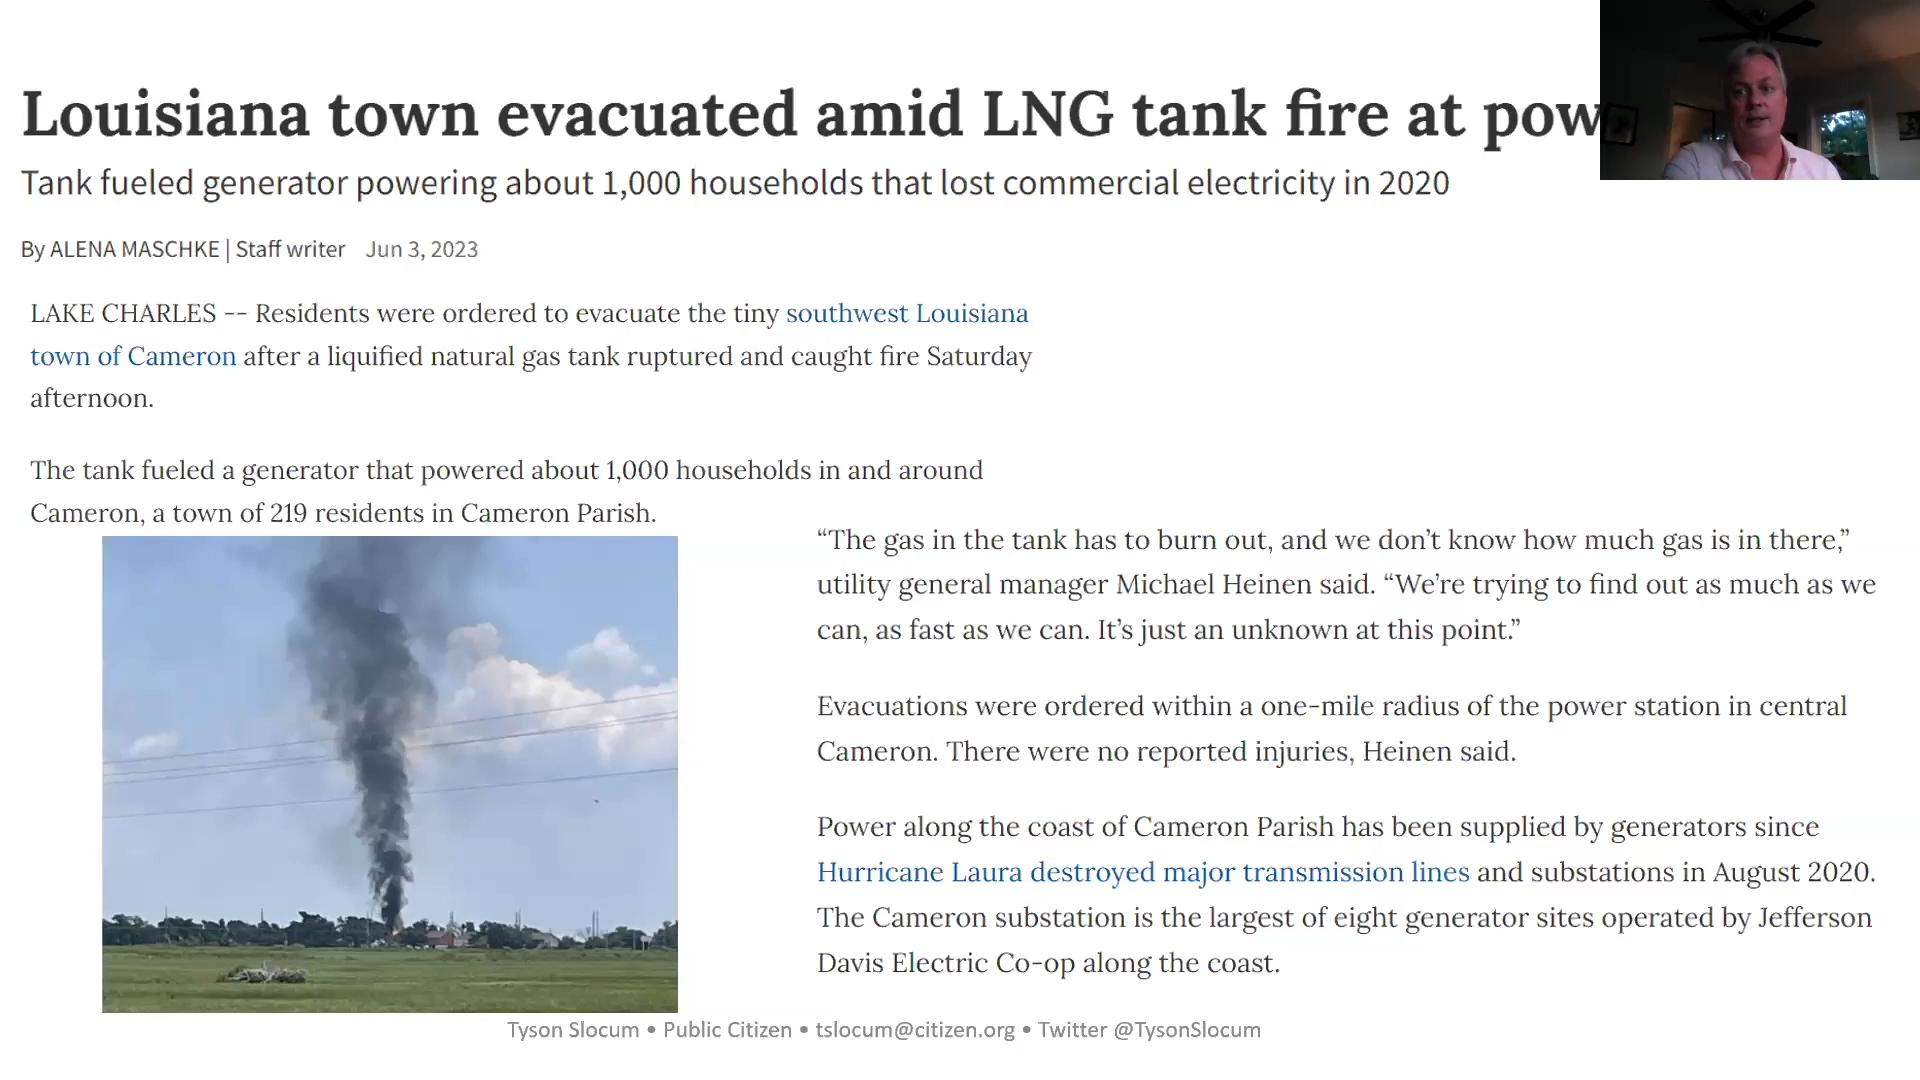 Louisiana town evacuated amid LNG tank fire at pow
Tank fueled generator powering about 1,000 households that lost commercial electricity in 2020
By ALENA MASCHKE | Staff writer Jun 3, 2023
LAKE CHARLES -- Residents were ordered to evacuate the tiny southwest Louisiana
town of Cameron after a liquified natural gas tank ruptured and caught fire Saturday
afternoon.
The tank fueled a generator that powered about 1,000 households in and around
Cameron, a town of 219 residents in Cameron Parish.
“The gas in the tank has to burn out, and we don’t know how much gas is in there,”
utility general manager Michael Heinen said. “We’re trying to find out as much as we
can, as fast as we can. It’s just an unknown at this point.”
Evacuations were ordered within a one-mile radius of the power station in central
Cameron. There were no reported injuries, Heinen said.
Power along the coast of Cameron Parish has been supplied by generators since
Hurricane Laura destroyed major transmission lines and substations in August 2020.
The Cameron substation is the largest of eight generator sites operated by Jefferson
Davis Electric Co-op along the coast.
Tyson Slocum • Public Citizen • tslocum@citizen.org • Twitter @TysonSlocum